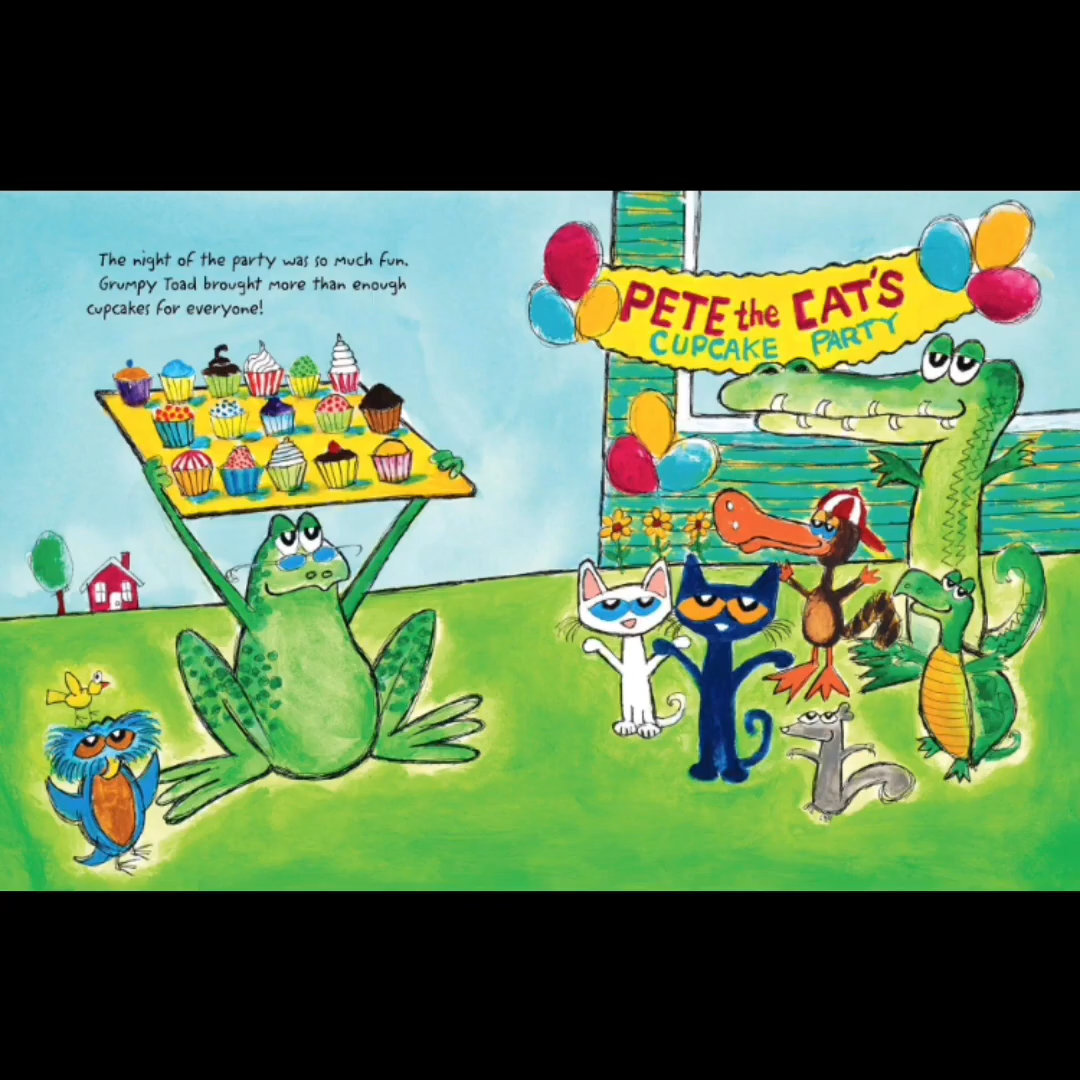 The night of the party was so much fun.
Grumpy Toad brought more than enough
cupcakes for everyone!
PETE the CAT'S
CUPCAKE PARTY